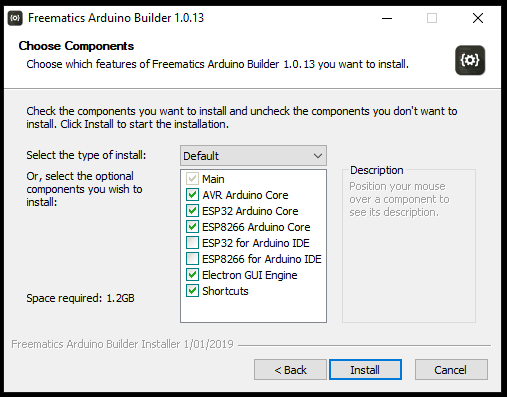 Freematics Arduino Builder 1.0.13
Choose Components
Choose which features of Freematics Arduino Builder 1.0.13 you want to install.
Check the components you want to install and uncheck the components you don't want to
install. Click Install to start the installation.
Select the type of install:
Default
Or, select the optional
components you wish to
install:
Main
AVR Arduino Core
ESP32 Arduino Core
ESP8266 Arduino Core
ESP32 for Arduino IDE
ESP8266 for Arduino IDE
Electron GUI Engine
Shortcuts
Description
Position your mouse
over a component to
see its description.
Space required: 1.2GB
Freematics Arduino Builder Installer 1/01/2019
< Back
Install
Cancel